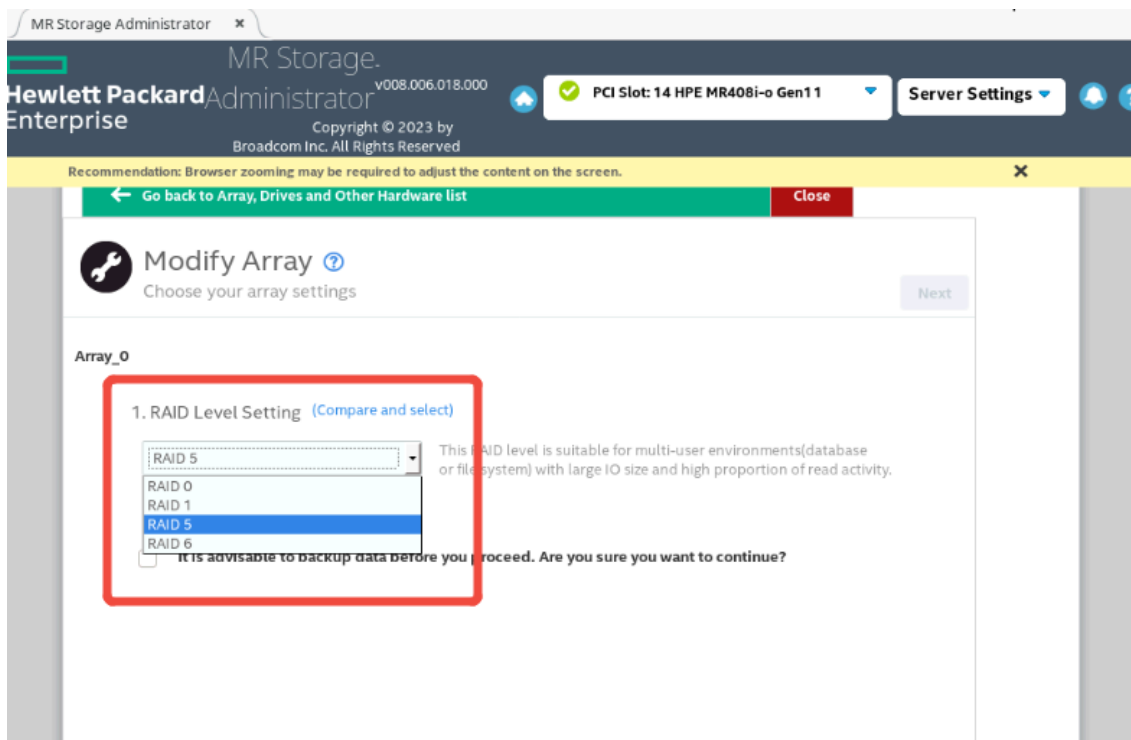 MR Storage Administrator ×
MR Storage
Administrator v008.006.018.000
Hewlett Packard
Enterprise
Copyright © 2023 by
Broadcom Inc. All Rights Reserved
PCI Slot: 14 HPE MR408i-o Gen11
Server Settings
?
Recommendation: Browser zooming may be required to adjust the content on the screen. ×
← Go back to Array, Drives and Other Hardware list
Close
Modify Array ?
Choose your array settings
Next
Array_0
1. RAID Level Setting (Compare and select)
RAID 5
This RAID level is suitable for multi-user environments(database
or file system) with large IO size and high proportion of read activity.
RAID 0
RAID 1
RAID 5
RAID 6
It is advisable to backup data before you proceed. Are you sure you want to continue?